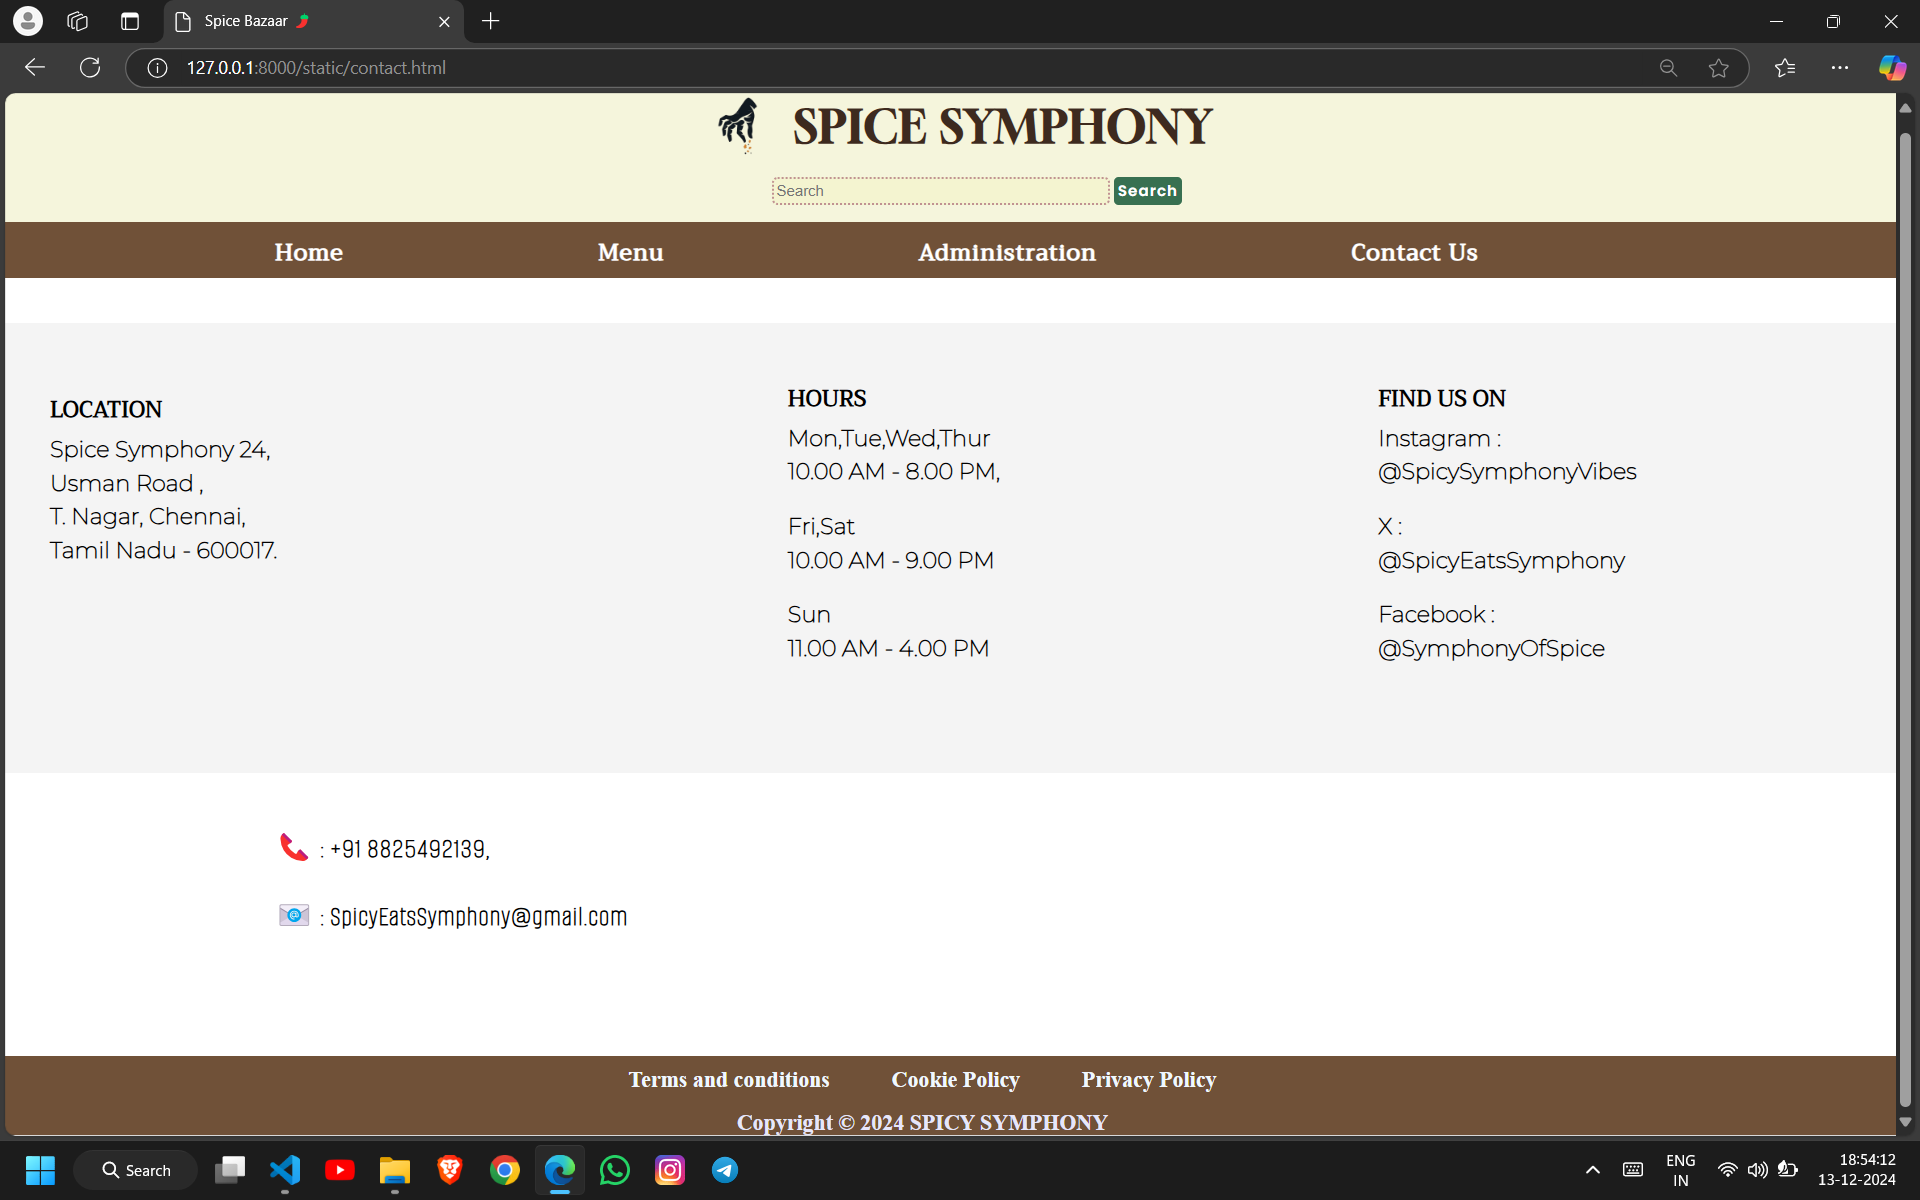 Spice Bazaar
127.0.0.1:8000/static/contact.html
SPICE SYMPHONY
Search
Search
Home
Menu
Administration
Contact Us
LOCATION
Spice Symphony 24,
Usman Road ,
T. Nagar, Chennai,
Tamil Nadu - 600017.
HOURS
Mon,Tue,Wed,Thur
10.00 AM - 8.00 PM,
Fri,Sat
10.00 AM - 9.00 PM
Sun
11.00 AM - 4.00 PM
FIND US ON
Instagram :
@SpicySymphonyVibes
X :
@SpicyEatsSymphony
Facebook :
@SymphonyOfSpice
: +91 8825492139,
: SpicyEatsSymphony@gmail.com
Terms and conditions
Cookie Policy
Privacy Policy
Copyright © 2024 SPICY SYMPHONY
Search
ENG
IN
18:54:12
13-12-2024